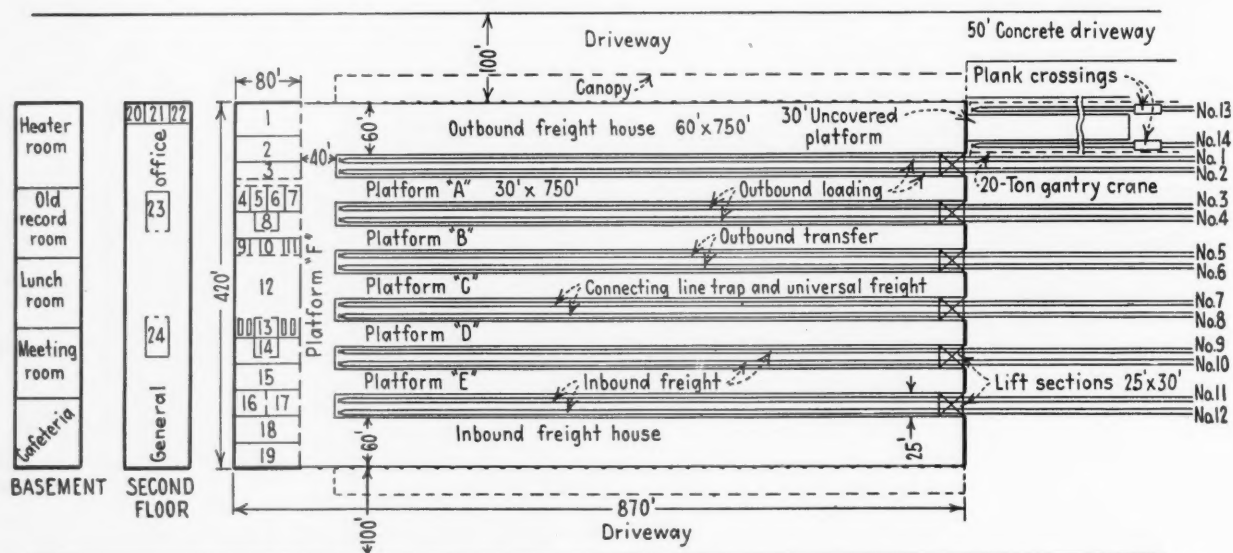 50' Concrete driveway
Driveway
100'
Plank crossings
80'
Canopy
Heater room
20 21 22
office
1
60'
Outbound freight house 60'x750'
30' Uncovered platform
No.13
No.14
2
40'
3
No.1
No.2
20-Ton gantry crane
Platform "A" 30' x 750'
Outbound loading
Old record room
23
4 5 6 7
8
No.3
No.4
Platform "B"
Outbound transfer
9 10 11
No.5
No.6
420'
Platform "F"
Lunch room
12
Platform "C"
Connecting line trap and universal freight
No.7
No.8
24
13
Platform "D"
Meeting room
14
No.9
No.10
15
Platform "E"
Inbound freight
Lift sections 25'x30'
16 17
No.11
No.12
General
Cafeteria
18
60'
Inbound freight house
25'
19
BASEMENT
SECOND FLOOR
870'
100'
Driveway